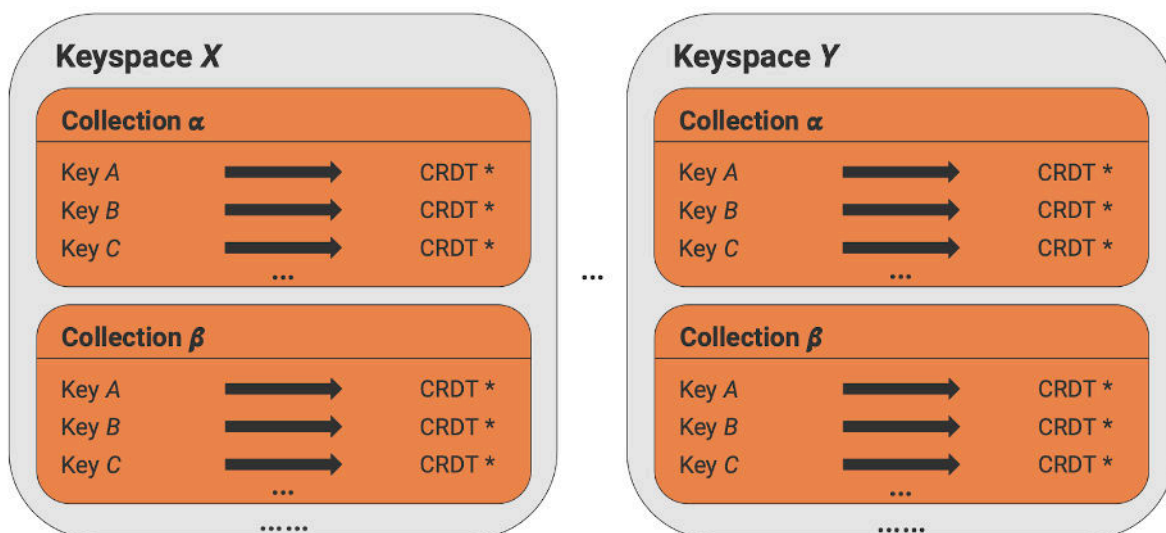 Keyspace X
Collection α
Key A CRDT *
Key B CRDT *
Key C CRDT *
...
Collection β
Key A CRDT *
Key B CRDT *
Key C CRDT *
...
......
...
Keyspace Y
Collection α
Key A CRDT *
Key B CRDT *
Key C CRDT *
...
Collection β
Key A CRDT *
Key B CRDT *
Key C CRDT *
...
......